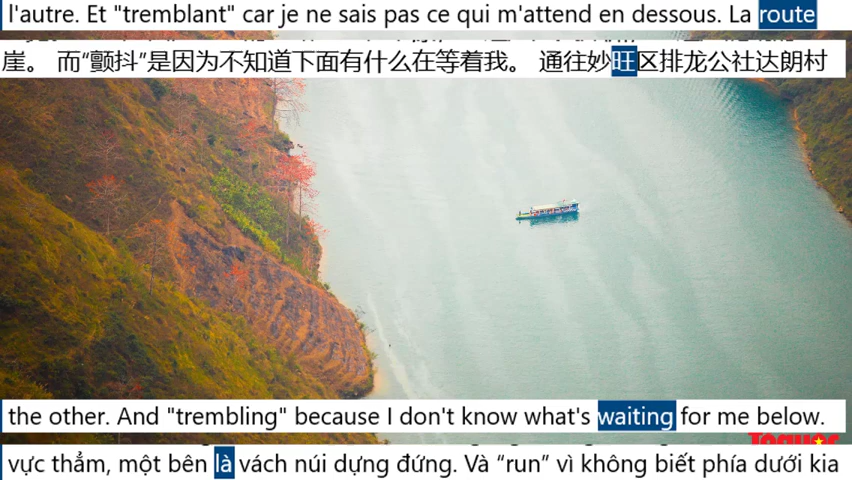 l'autre. Et "tremblant" car je ne sais pas ce qui m'attend en dessous. La route
崖。 而“颤抖”是因为不知道下面有什么在等着我。 通往妙旺区排龙公社达朗村
the other. And "trembling" because I don't know what's waiting for me below.
vực thẳm, một bên là vách núi dựng đứng. Và “run” vì không biết phía dưới kia